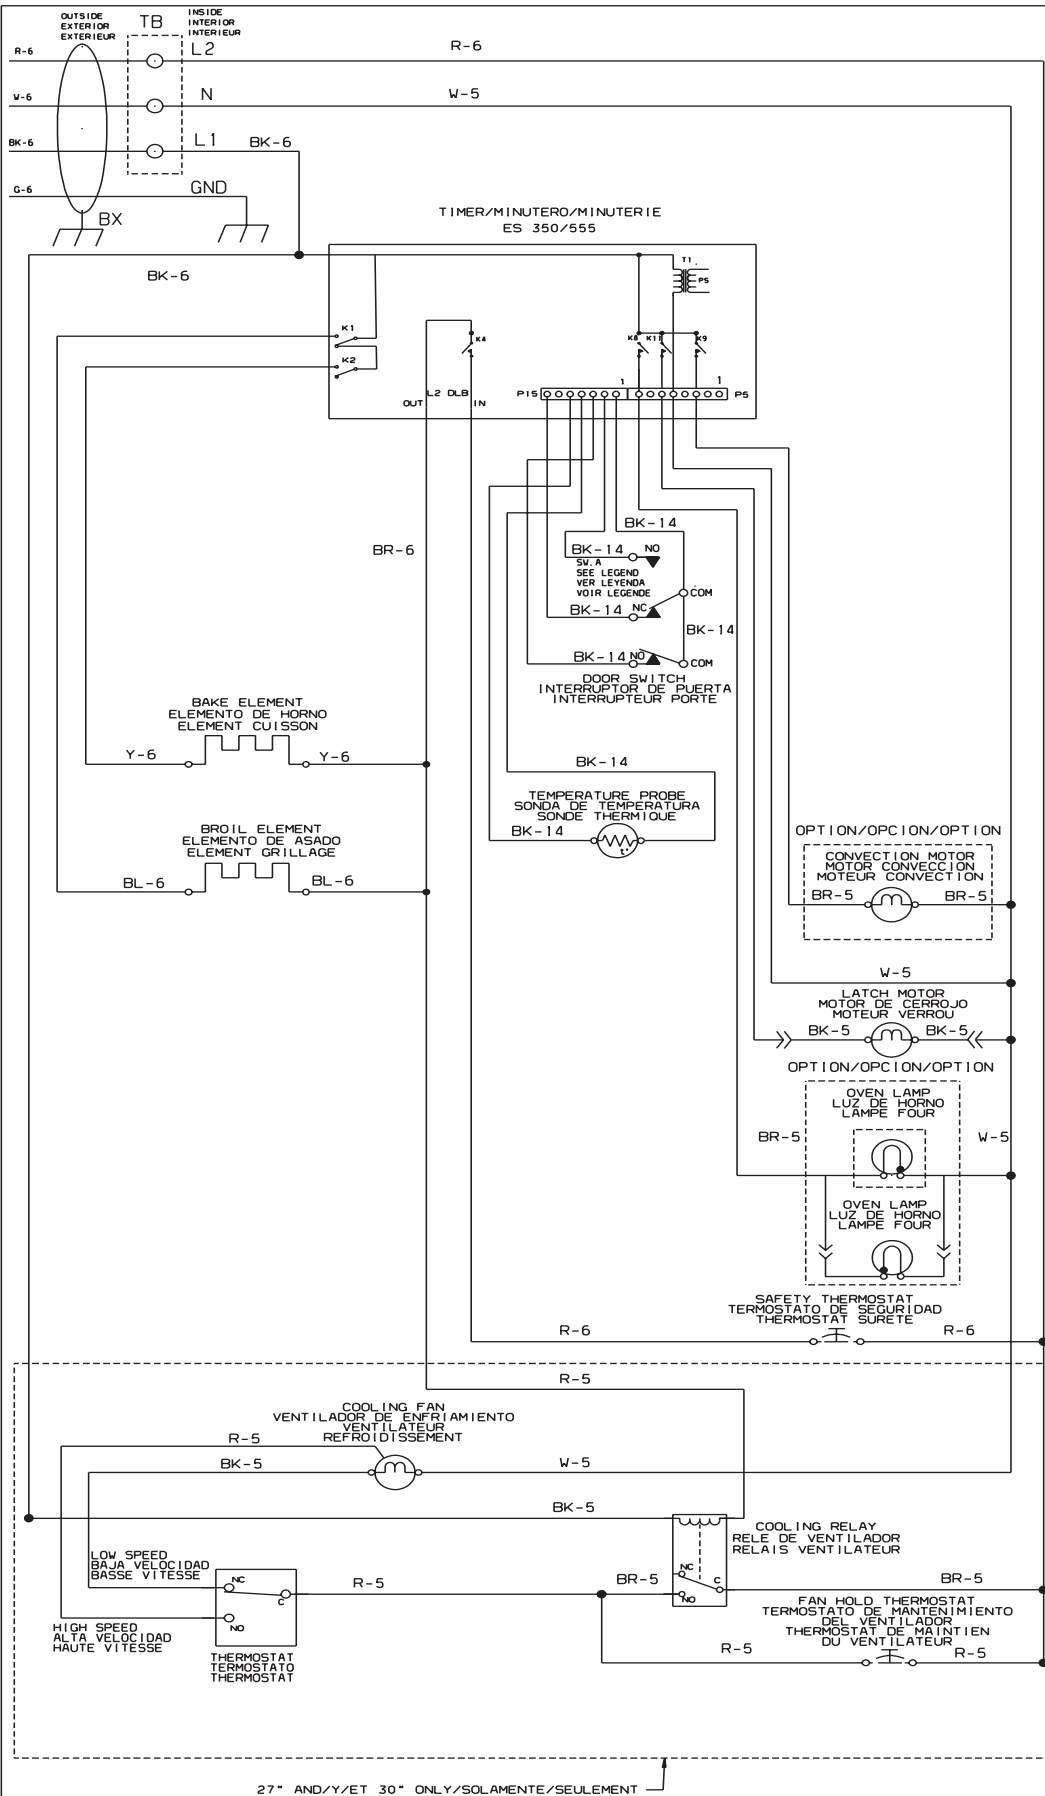 OUTSIDE
EXTERIOR
EXTERIEUR
TB
INSIDE
INTERIOR
INTERIEUR
R-6
L2
R-6
W-6
N
W-5
BK-6
L1
BK-6
G-6
GND
BX
TIMER/MINUTERO/MINUTERIE
ES 350/555
BK-6
T1
PS
K1
K2
K4
K8
K11
K9
L2 DLB
OUT
IN
P15
1
1
P5
BR-6
BK-14
BK-14
NO
SW.A
SEE LEGEND
VER LEYENDA
VOIR LEGENDE
COM
BK-14
NC
BK-14
BK-14
NO
COM
DOOR SWITCH
INTERRUPTOR DE PUERTA
INTERRUPTEUR PORTE
BAKE ELEMENT
ELEMENTO DE HORNO
ELEMENT CUISSON
Y-6
Y-6
BK-14
TEMPERATURE PROBE
SONDA DE TEMPERATURA
SONDE THERMIQUE
BK-14
t°
BROIL ELEMENT
ELEMENTO DE ASADO
ELEMENT GRILLAGE
BL-6
BL-6
OPTION/OPCION/OPTION
CONVECTION MOTOR
MOTOR CONVECCION
MOTEUR CONVECTION
BR-5
BR-5
W-5
LATCH MOTOR
MOTOR DE CERROJO
MOTEUR VERROU
BK-5
BK-5
OPTION/OPCION/OPTION
OVEN LAMP
LUZ DE HORNO
LAMPE FOUR
BR-5
W-5
OVEN LAMP
LUZ DE HORNO
LAMPE FOUR
SAFETY THERMOSTAT
TERMOSTATO DE SEGURIDAD
THERMOSTAT SURETE
R-6
R-6
R-5
COOLING FAN
VENTILADOR DE ENFRIAMIENTO
VENTILATEUR
REFROIDISSEMENT
R-5
BK-5
W-5
BK-5
COOLING RELAY
RELE DE VENTILADOR
RELAIS VENTILATEUR
LOW SPEED
BAJA VELOCIDAD
BASSE VITESSE
NC
C
NO
R-5
BR-5
NC
C
NO
BR-5
FAN HOLD THERMOSTAT
TERMOSTATO DE MANTENIMIENTO
DEL VENTILADOR
THERMOSTAT DE MAINTIEN
DU VENTILATEUR
HIGH SPEED
ALTA VELOCIDAD
HAUTE VITESSE
THERMOSTAT
TERMOSTATO
THERMOSTAT
R-5
R-5
27" AND/Y/ET 30" ONLY/SOLAMENTE/SEULEMENT